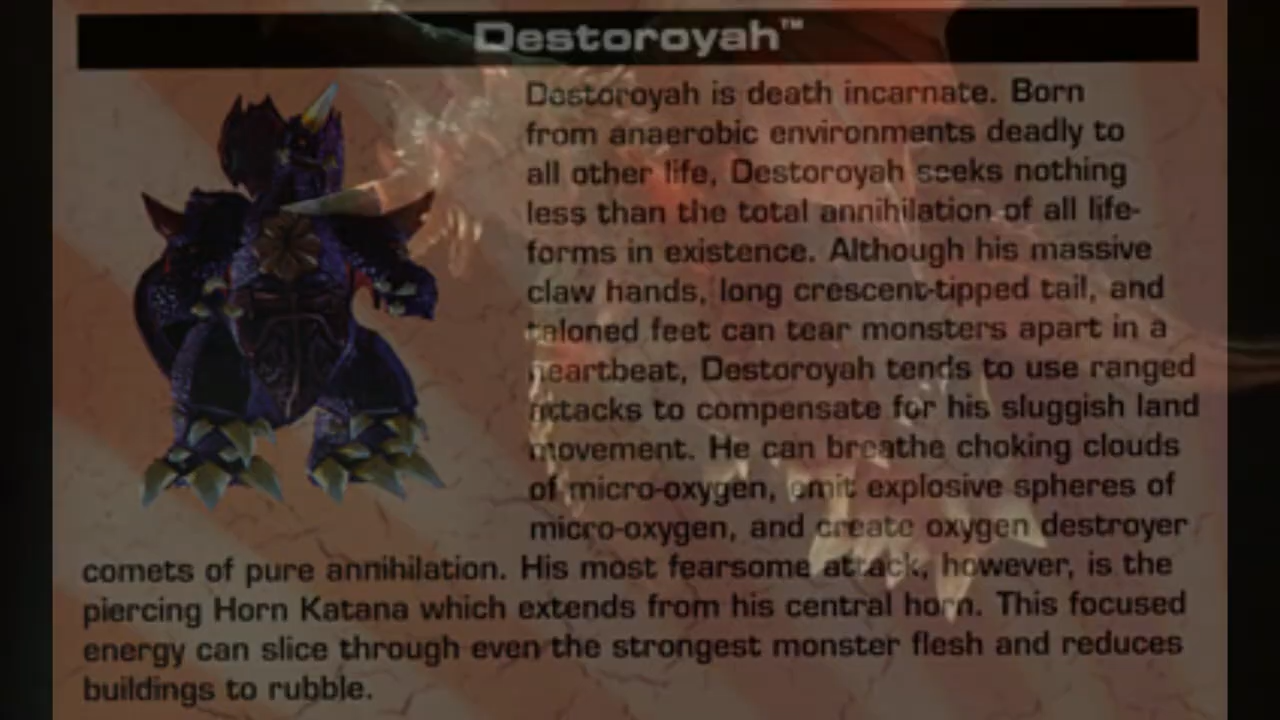 Destoroyah™
Destoroyah is death incarnate. Born
from anaerobic environments deadly to
all other life, Destoroyah seeks nothing
less than the total annihilation of all life-
forms in existence. Although his massive
claw hands, long crescent-tipped tail, and
taloned feet can tear monsters apart in a
heartbeat, Destoroyah tends to use ranged
attacks to compensate for his sluggish land
movement. He can breathe choking clouds
of micro-oxygen, emit explosive spheres of
micro-oxygen, and create oxygen destroyer
comets of pure annihilation. His most fearsome attack, however, is the
piercing Horn Katana which extends from his central horn. This focused
energy can slice through even the strongest monster flesh and reduces
buildings to rubble.